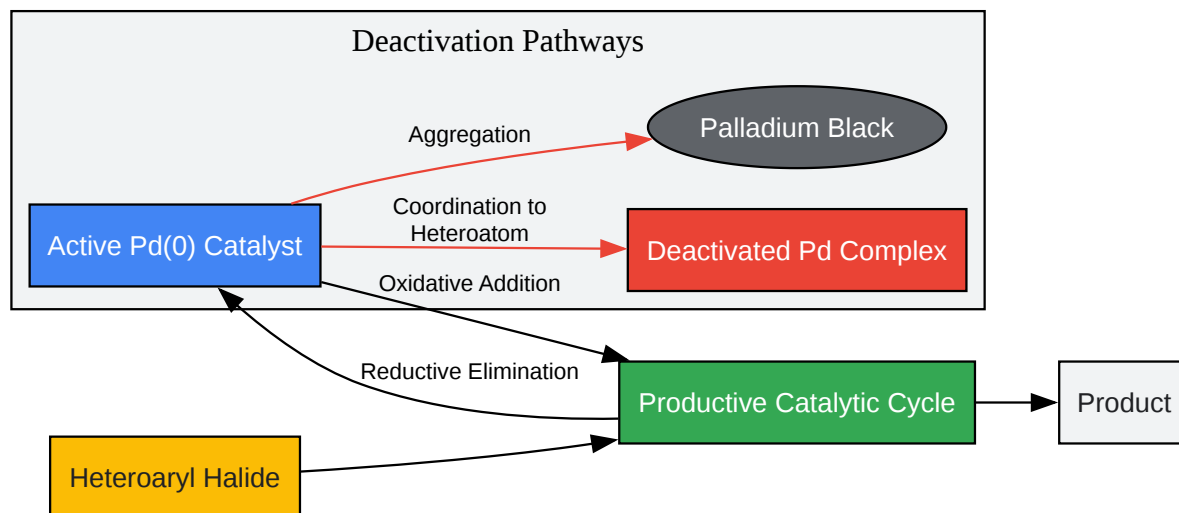 Deactivation Pathways
Aggregation
Palladium Black
Coordination to
Heteroatom
Active Pd(0) Catalyst
Deactivated Pd Complex
Oxidative Addition
Reductive Elimination
Productive Catalytic Cycle
Product
Heteroaryl Halide